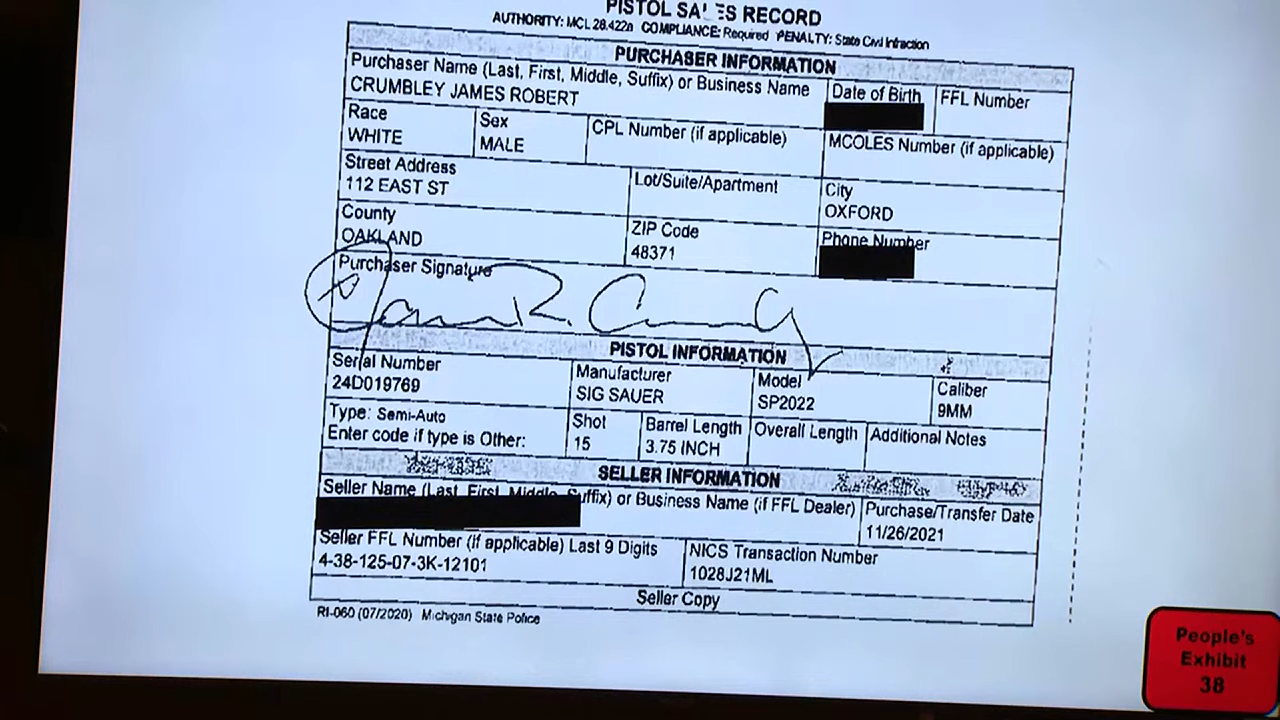 PISTOL SALES RECORD
AUTHORITY: MCL 28.422a COMPLIANCE: Required PENALTY: State Civil Infraction
PURCHASER INFORMATION
Purchaser Name (Last, First, Middle, Suffix) or Business Name
CRUMBLEY JAMES ROBERT
Date of Birth
FFL Number
Race
WHITE
Sex
MALE
CPL Number (if applicable)
MCOLES Number (if applicable)
Street Address
112 EAST ST
Lot/Suite/Apartment
City
OXFORD
County
OAKLAND
ZIP Code
48371
Phone Number
Purchaser Signature
PISTOL INFORMATION
Serial Number
24D019769
Manufacturer
SIG SAUER
Model
SP2022
Caliber
9MM
Type: Semi-Auto
Enter code if type is Other:
Shot
15
Barrel Length
3.75 INCH
Overall Length
Additional Notes
SELLER INFORMATION
Seller Name (Last, First, Middle, Suffix) or Business Name (if FFL Dealer)
Purchase/Transfer Date
11/26/2021
Seller FFL Number (if applicable) Last 9 Digits
4-38-125-07-3K-12101
NICS Transaction Number
1028J21ML
Seller Copy
RI-060 (07/2020) Michigan State Police
People's
Exhibit
38